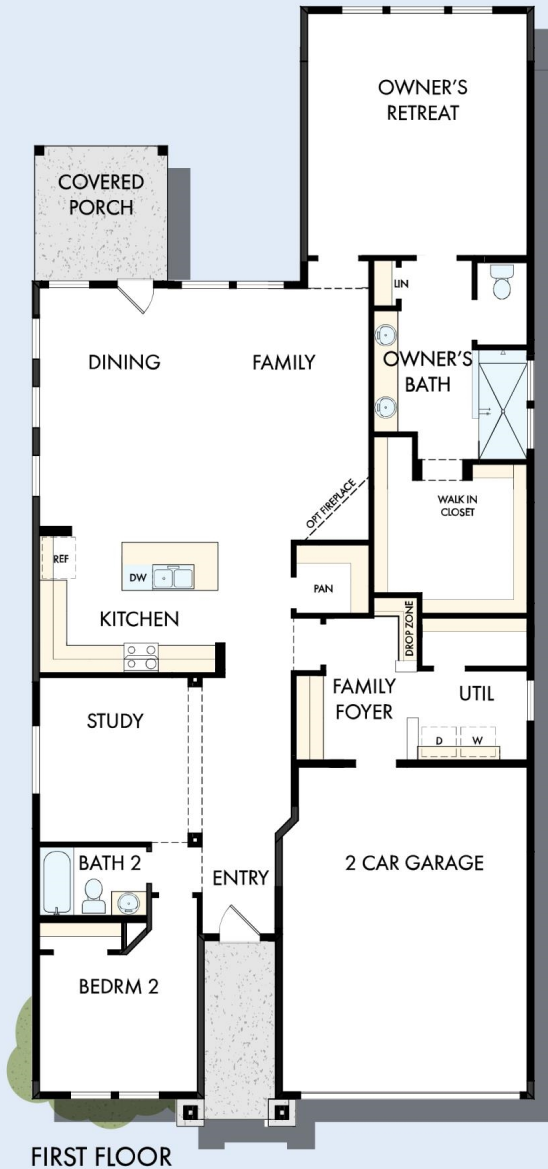 OWNER'S
RETREAT
COVERED
PORCH
LIN
DINING
FAMILY
OWNER'S
BATH
OPT FIREPLACE
WALK IN
CLOSET
REF
DW
PAN
KITCHEN
DROP ZONE
FAMILY
FOYER
UTIL
STUDY
D
W
BATH 2
ENTRY
2 CAR GARAGE
BEDRM 2
FIRST FLOOR